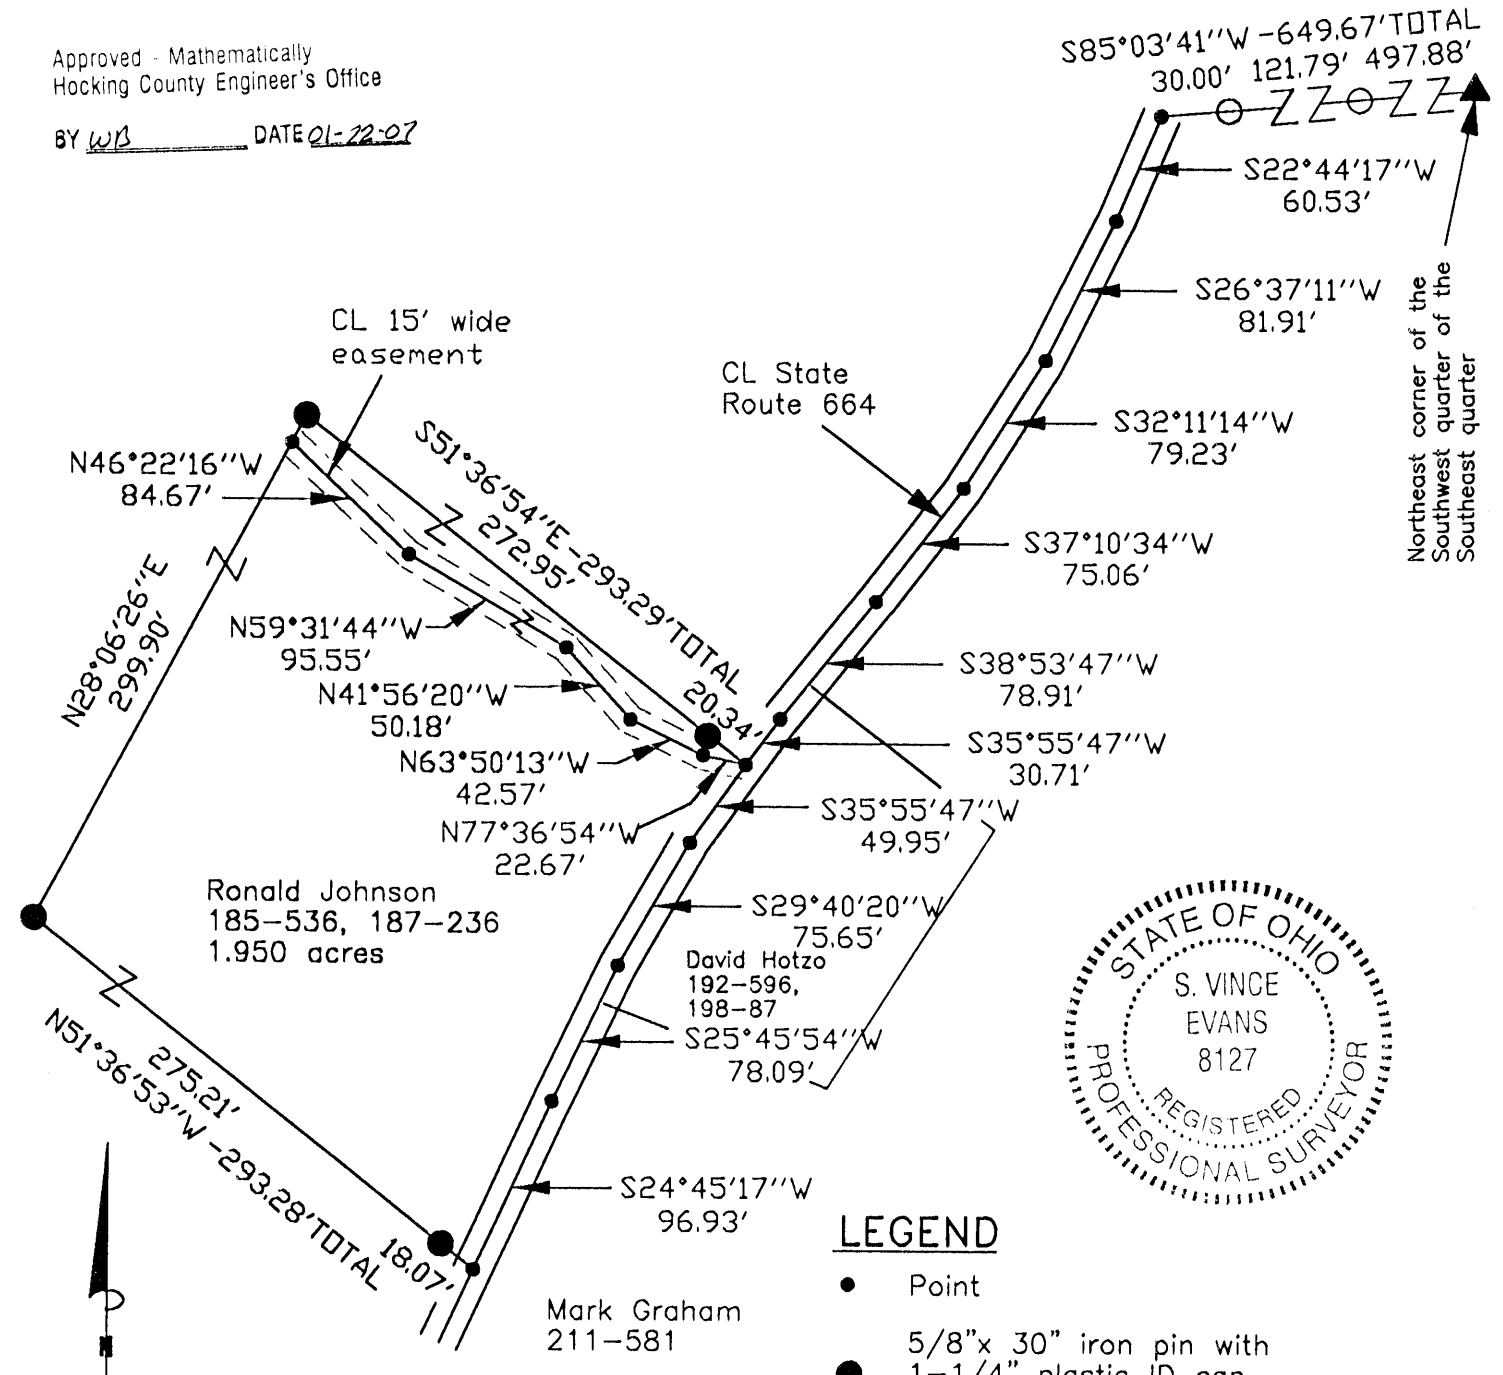 Approved - Mathematically
Hocking County Engineer's Office
BY WB DATE 01-22-07
S85°03'41"W -649.67'TOTAL
30.00' 121.79' 497.88'
S22°44'17"W
60.53'
S26°37'11"W
81.91'
Northeast corner of the
Southwest quarter of the
Southeast quarter
CL 15' wide
easement
CL State
Route 664
S32°11'14"W
79.23'
N46°22'16"W
84.67'
S51°36'54"E -293.29'TOTAL
272.95'
20.34'
S37°10'34"W
75.06'
N28°06'26"E
299.90'
N59°31'44"W
95.55'
S38°53'47"W
78.91'
N41°56'20"W
50.18'
S35°55'47"W
30.71'
N63°50'13"W
42.57'
S35°55'47"W
49.95'
N77°36'54"W
22.67'
Ronald Johnson
185-536, 187-236
1.950 acres
S29°40'20"W
75.65'
David Hotzo
192-596,
198-87
S25°45'54"W
78.09'
STATE OF OHIO
S. VINCE
EVANS
8127
REGISTERED
PROFESSIONAL SURVEYOR
275.21'
N51°36'53"W -293.28'TOTAL
18.07'
S24°45'17"W
96.93'
LEGEND
Point
Mark Graham
211-581
5/8"x 30" iron pin with
1-1/4" plastic ID cap
N